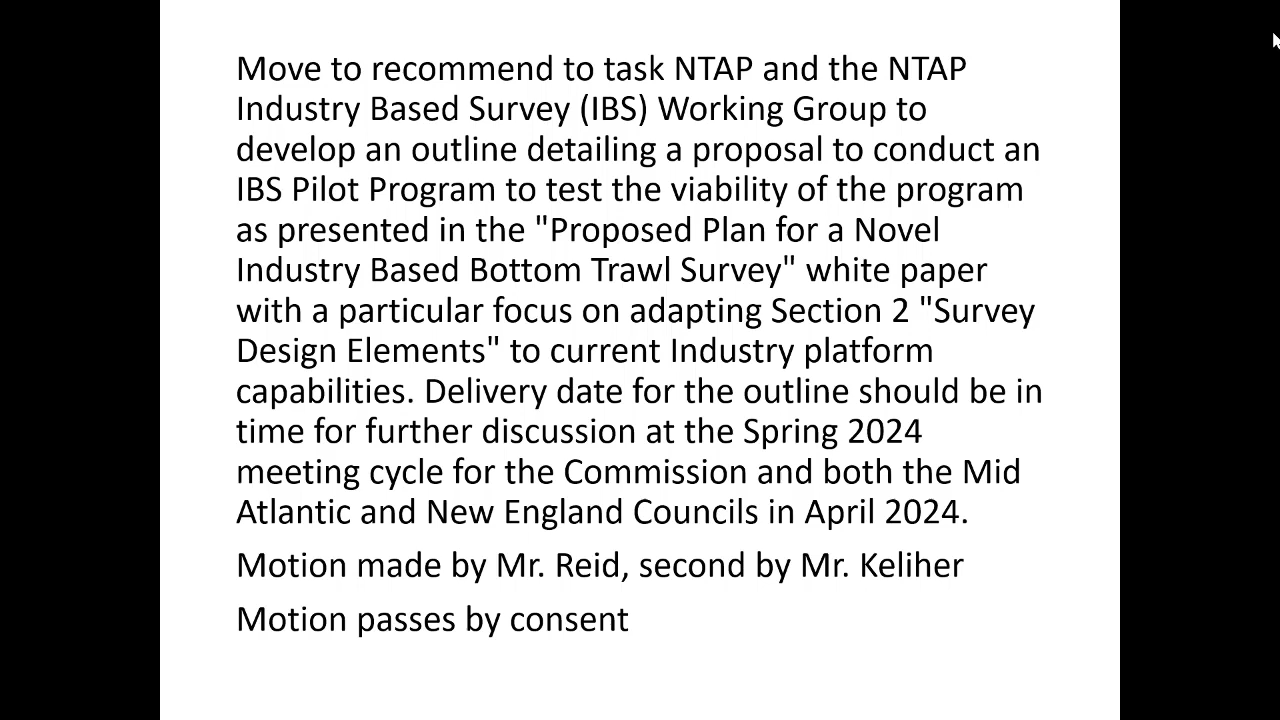 Move to recommend to task NTAP and the NTAP
Industry Based Survey (IBS) Working Group to
develop an outline detailing a proposal to conduct an
IBS Pilot Program to test the viability of the program
as presented in the "Proposed Plan for a Novel
Industry Based Bottom Trawl Survey" white paper
with a particular focus on adapting Section 2 "Survey
Design Elements" to current Industry platform
capabilities. Delivery date for the outline should be in
time for further discussion at the Spring 2024
meeting cycle for the Commission and both the Mid
Atlantic and New England Councils in April 2024.
Motion made by Mr. Reid, second by Mr. Keliher
Motion passes by consent